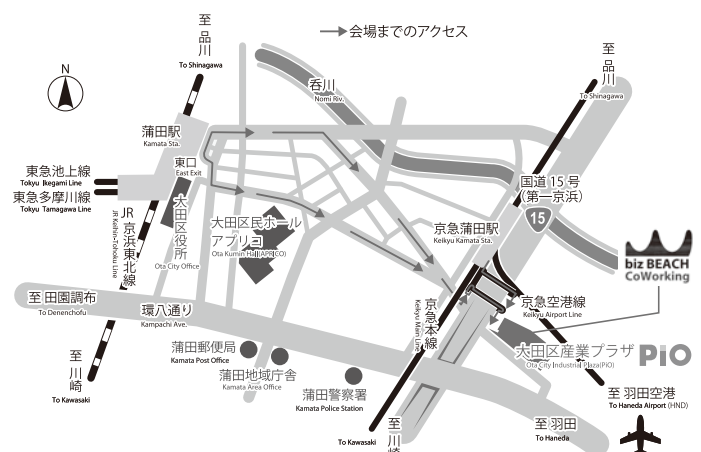 会場までのアクセス
至品川
To Shinagawa
至品川
To Shinagawa
N
呑川
Nomi Riv.
蒲田駅
Kamata Sta.
東口
East Exit
東急池上線
Tokyu Ikegami Line
東急多摩川線
Tokyu Tamagawa Line
国道15号
(第一京浜)
15
JR京浜東北線
JR Keihin-Tohoku Line
大田区役所
Ota City Office
大田区民ホール
アプリコ
Ota Kumin Hall(APRICO)
京急蒲田駅
Keikyu Kamata Sta.
biz BEACH
CoWorking
至田園調布
To Denenchofu
環八通り
Kampachi Ave.
京急本線
Keikyu Main Line
京急空港線
Keikyu Airport Line
大田区産業プラザ PiO
Ota City Industrial Plaza(PiO)
蒲田郵便局
Kamata Post Office
蒲田地域庁舎
Kamata Area Office
蒲田警察署
Kamata Police Station
至川崎
To Kawasaki
至川崎
To Kawasaki
至羽田
To Haneda
至羽田空港
To Haneda Airport (HND)